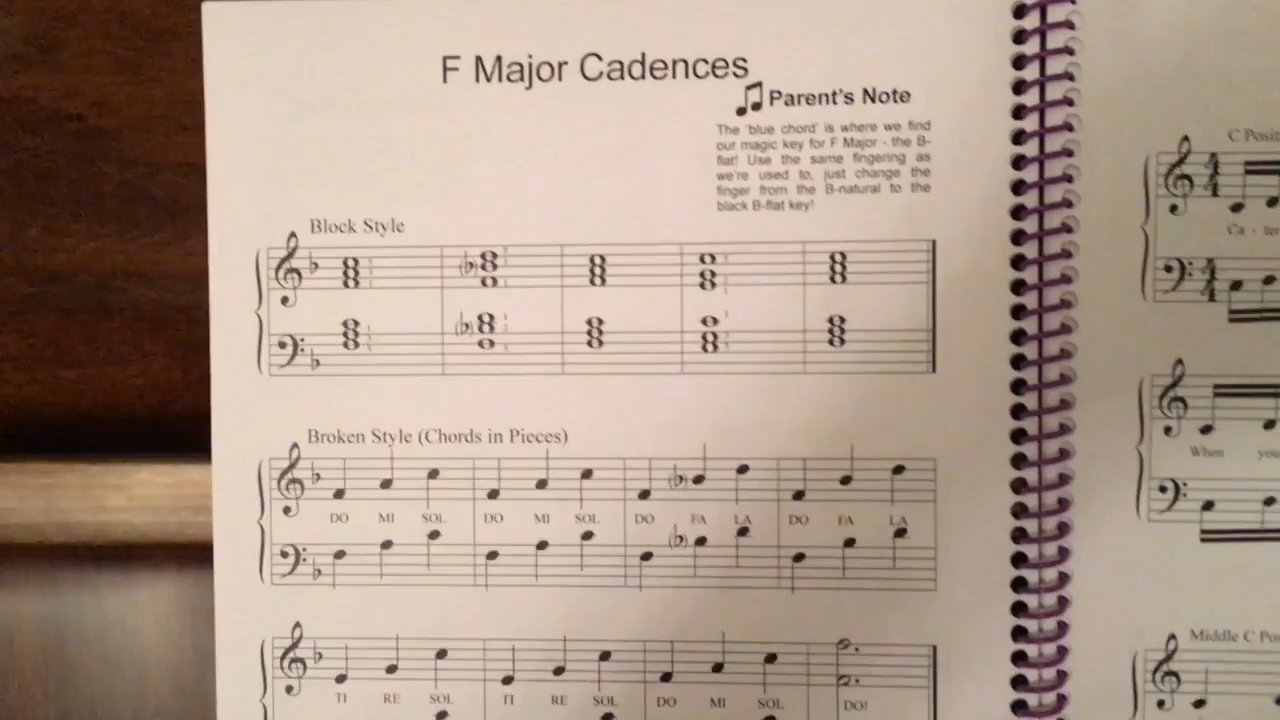 F Major Cadences
Parent's Note
The 'blue chord' is where we find
our magic key for F Major - the B-
flat! Use the same fingering as
we're used to, just change the
finger from the B-natural to the
black B-flat key!
Block Style
Broken Style (Chords in Pieces)
DO MI SOL DO MI SOL DO FA LA DO FA LA
TI RE SOL TI RE SOL DO MI SOL DO!
C Posi
Ca - ter
When you
Middle C Po